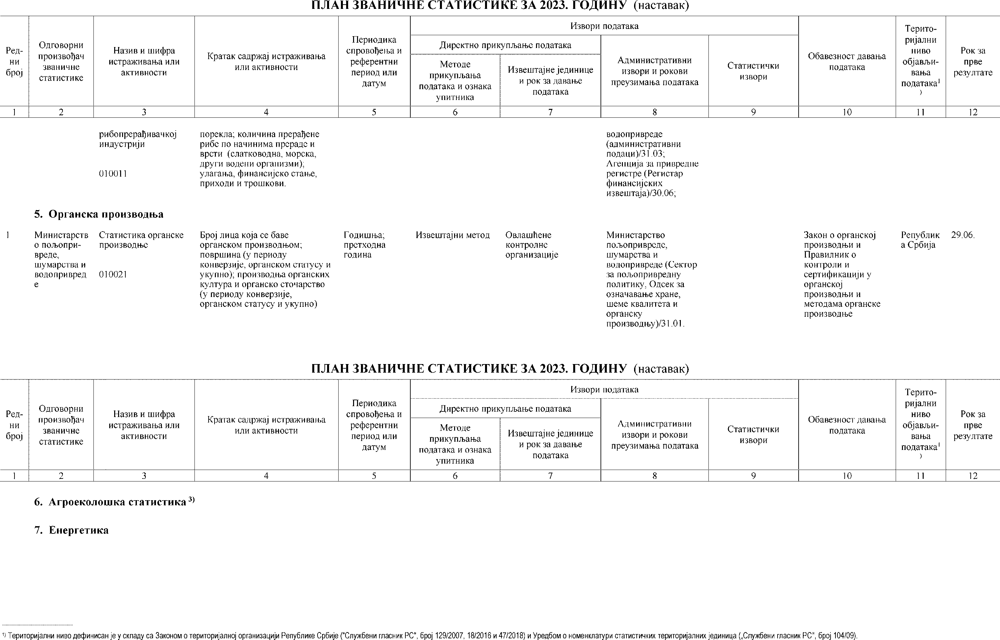 ПЛАН ЗВАНИЧНЕ СТАТИСТИКЕ ЗА 2023. ГОДИНУ (наставак)
Ред-
ни
број
Одговорни
произвођач
званичне
статистике
Назив и шифра
истраживања или
активности
Кратак садржај истраживања
или активности
Периодика
спровођења и
референтни
период или
датум
Извори података
Директно прикупљање података
Методе
прикупљања
података и ознака
упитника
Извештајне јединице
и рок за давање
података
Административни
извори и рокови
преузимања података
Статистички
извори
Обавезност давања
података
Терито-
ријални
ниво
објављи-
вања
података¹
)
Рок за
прве
резултате
1 2 3 4 5 6 7 8 9 10 11 12
рибопрерађивачкој
индустрији
010011
порекла; количина прерађене
рибе по начинима прераде и
врсти (слатководна, морска,
други водени организми);
улагања, финансијско стање,
приходи и трошкови.
водопривреде
(административни
подаци)/31.03;
Агенција за привредне
регистре (Регистар
финансијских
извештаја)/30.06;
5. Органска производња
1
Министарств
о пољопри-
вреде,
шумарства и
водопривред
е
Статистика органске
производње
010021
Број лица која се баве
органском производњом;
површина (у периоду
конверзије, органском статусу и
укупно); производња органских
култура и органско сточарство
(у периоду конверзије,
органском статусу и укупно)
Годишња;
претходна
година
Извештајни метод
Овлашћене
контролне
организације
Министарство
пољопривреде,
шумарства и
водопривреде (Сектор
за пољопривредну
политику, Одсек за
означавање хране,
шеме квалитета и
органску
производњу)/31.01.
Закон о органској
производњи и
Правилник о
контроли и
сертификацији у
органској
производњи и
методама органске
производње
Републик
а Србија
29.06.
ПЛАН ЗВАНИЧНЕ СТАТИСТИКЕ ЗА 2023. ГОДИНУ (наставак)
Ред-
ни
број
Одговорни
произвођач
званичне
статистике
Назив и шифра
истраживања или
активности
Кратак садржај истраживања
или активности
Периодика
спровођења и
референтни
период или
датум
Извори података
Директно прикупљање података
Методе
прикупљања
података и ознака
упитника
Извештајне јединице
и рок за давање
података
Административни
извори и рокови
преузимања података
Статистички
извори
Обавезност давања
података
Терито-
ријални
ниво
објављи-
вања
података¹
)
Рок за
прве
резултате
1 2 3 4 5 6 7 8 9 10 11 12
6. Агроеколошка статистика ³⁾
7. Енергетика
¹⁾ Територијални ниво дефинисан је у складу са Законом о територијалној организацији Републике Србије ("Службени гласник РС", број 129/2007, 18/2016 и 47/2018) и Уредбом о номенклатури статистичких територијалних јединица („Службени гласник РС", број 104/09).